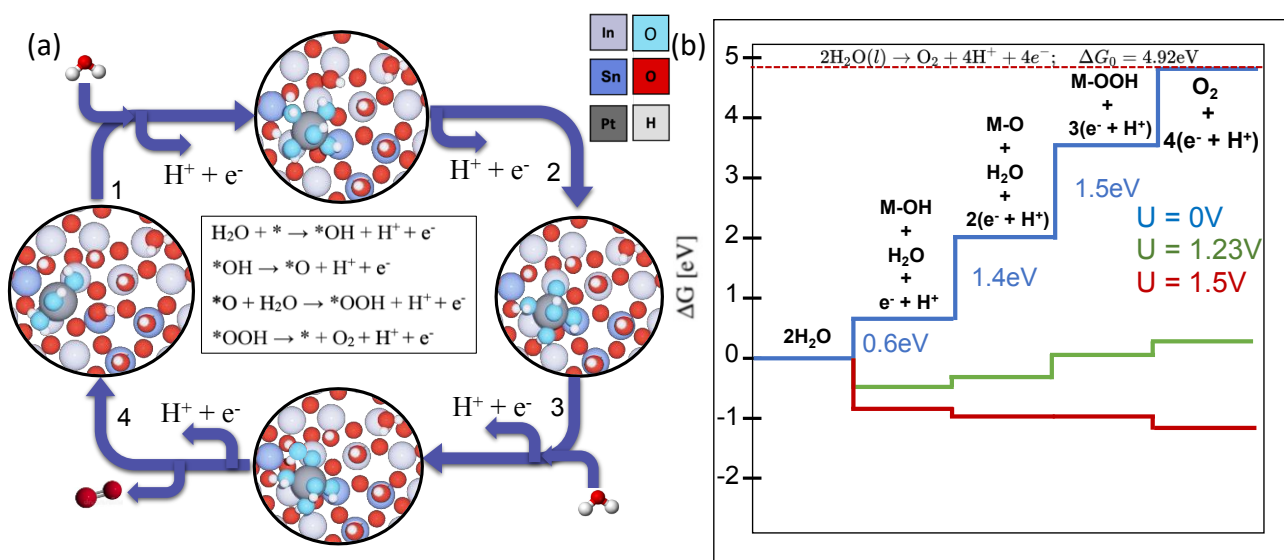 (a)
In
O
Sn
O
Pt
H
H⁺ + e⁻
H⁺ + e⁻
1
2
H₂O + * → *OH + H⁺ + e⁻
*OH → *O + H⁺ + e⁻
*O + H₂O → *OOH + H⁺ + e⁻
*OOH → * + O₂ + H⁺ + e⁻
H⁺ + e⁻
H⁺ + e⁻
4
3
(b)
2H₂O(l) → O₂ + 4H⁺ + 4e⁻; ΔG₀ = 4.92eV
ΔG [eV]
5
4
3
2
1
0
-1
-2
2H₂O
0.6eV
M-OH
+
H₂O
+
e⁻ + H⁺
1.4eV
M-O
+
H₂O
+
2(e⁻ + H⁺)
1.5eV
M-OOH
+
3(e⁻ + H⁺)
O₂
+
4(e⁻ + H⁺)
U = 0V
U = 1.23V
U = 1.5V